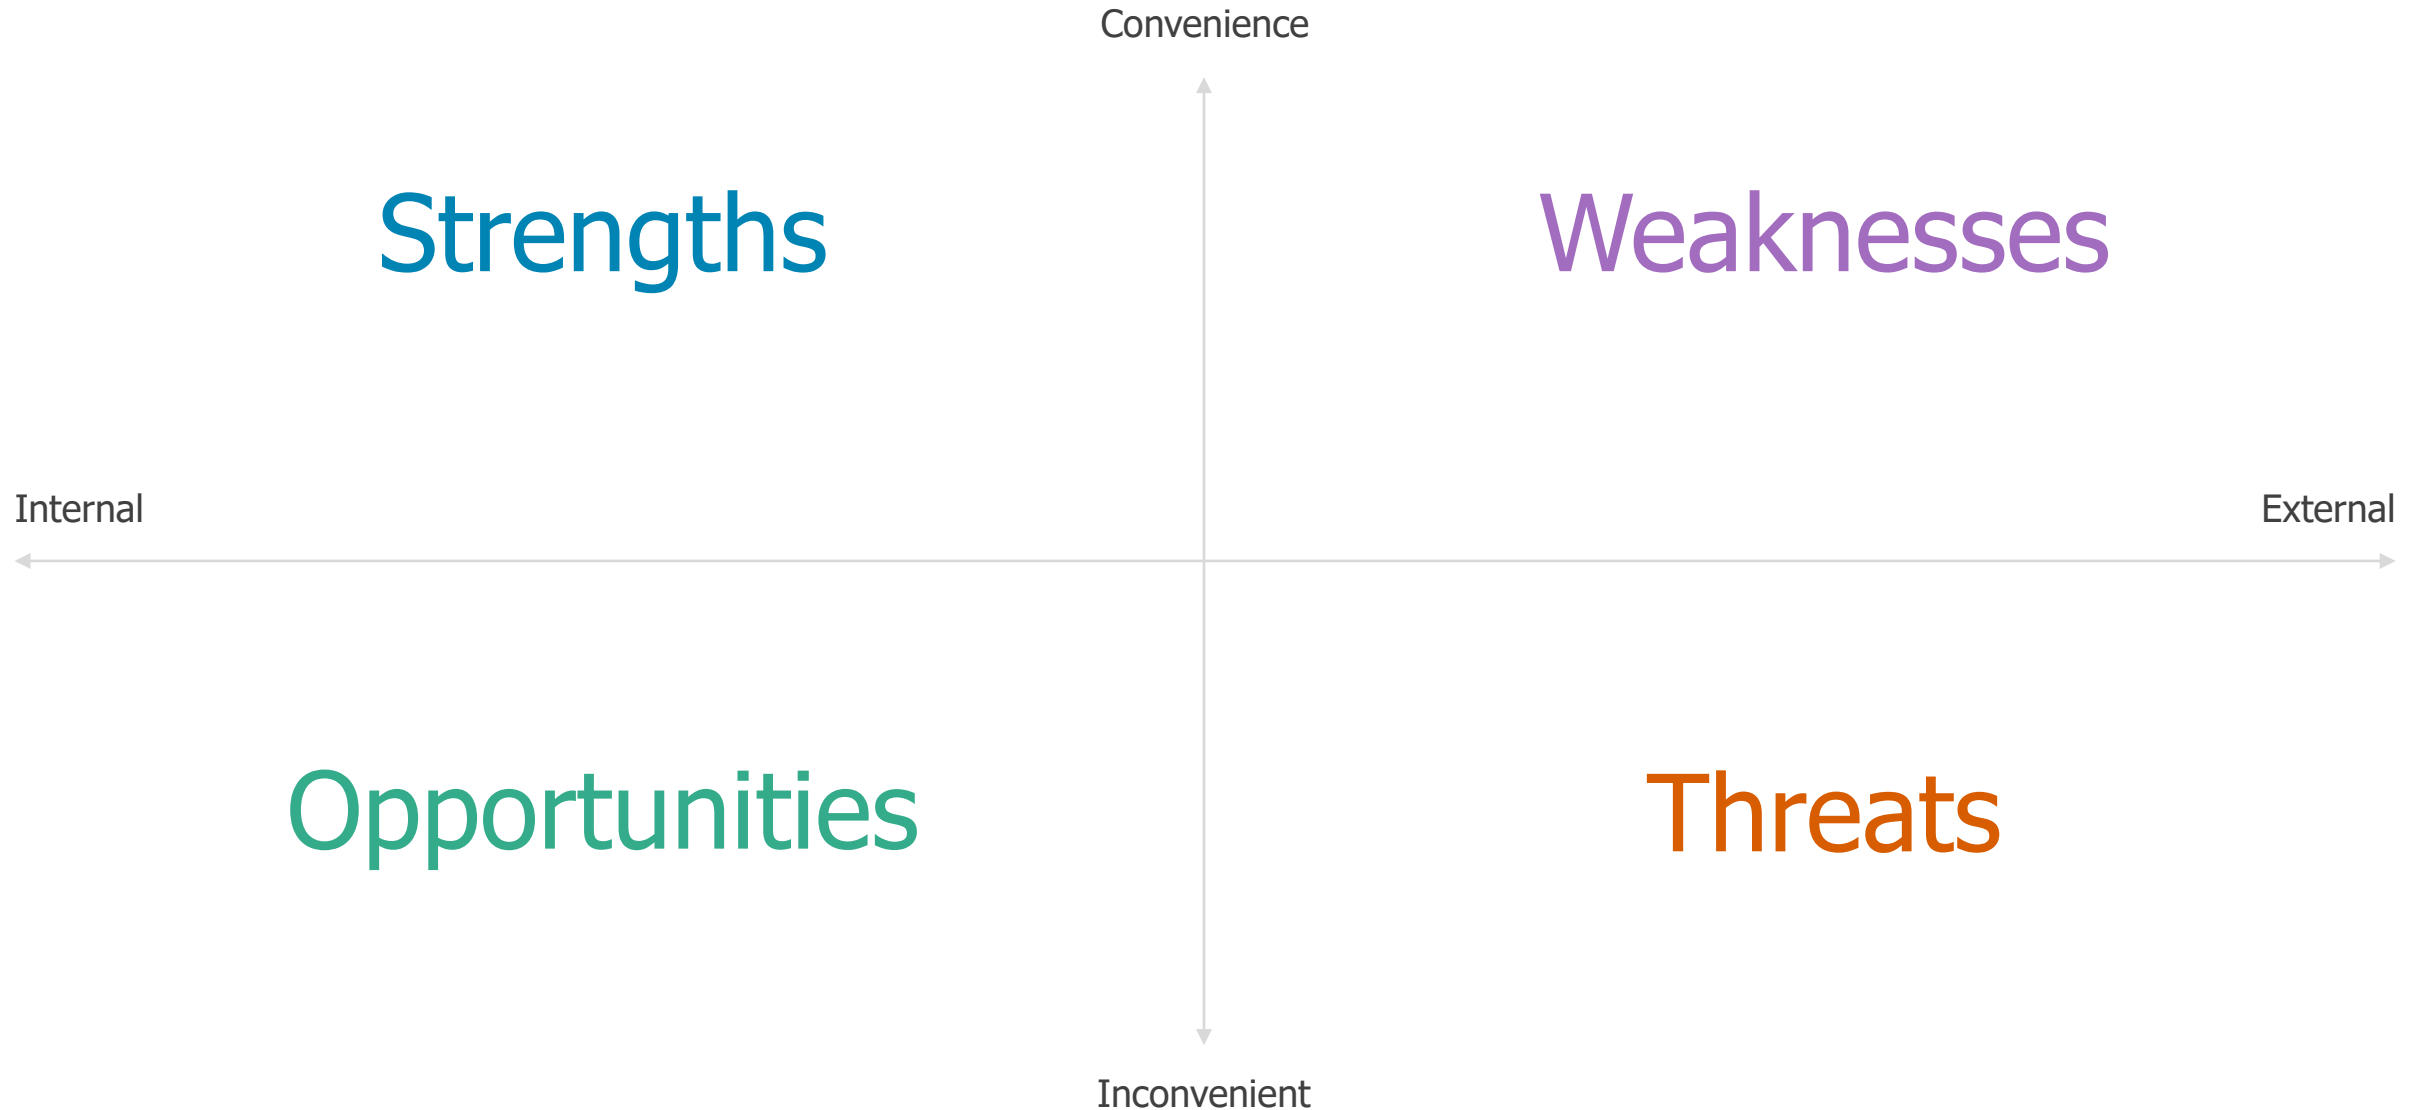 Convenience
Strengths
Weaknesses
Internal
External
Opportunities
Threats
Inconvenient